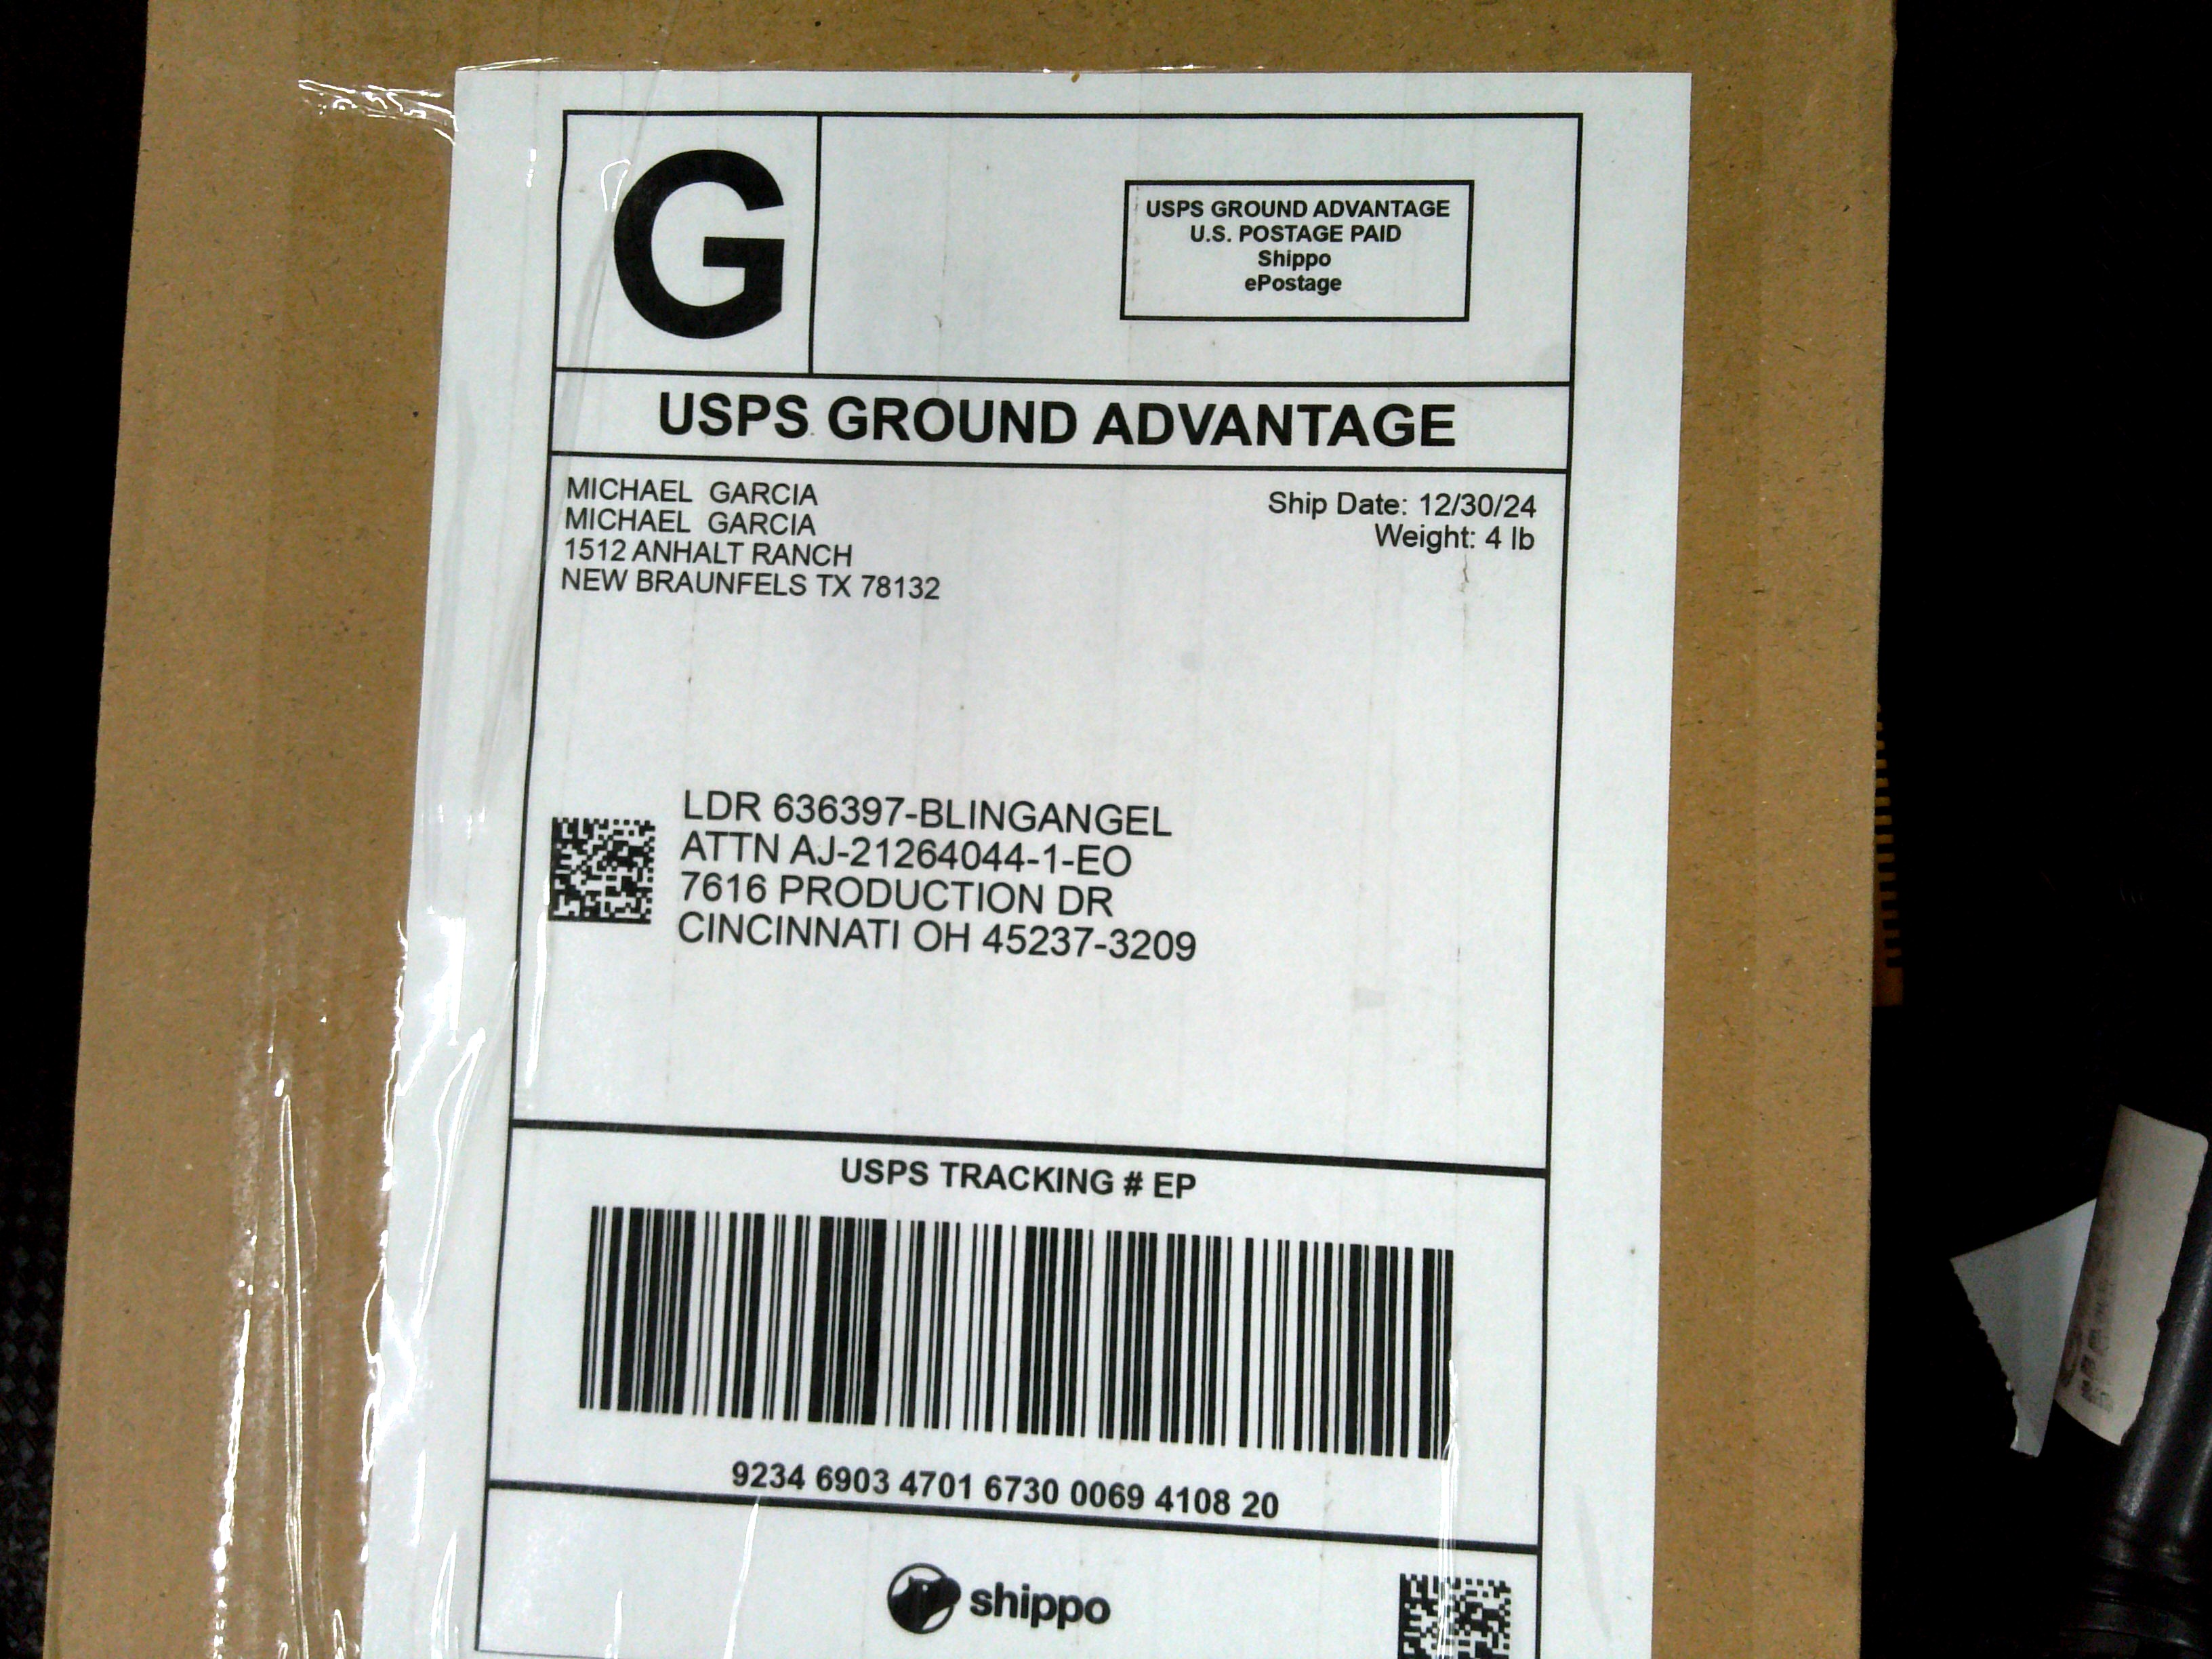 G
USPS GROUND ADVANTAGE
U.S. POSTAGE PAID
Shippo
ePostage
USPS GROUND ADVANTAGE
MICHAEL GARCIA
MICHAEL GARCIA
1512 ANHALT RANCH
NEW BRAUNFELS TX 78132
Ship Date: 12/30/24
Weight: 4 lb
LDR 636397-BLINGANGEL
ATTN AJ-21264044-1-EO
7616 PRODUCTION DR
CINCINNATI OH 45237-3209
USPS TRACKING # EP
9234 6903 4701 6730 0069 4108 20
shippo